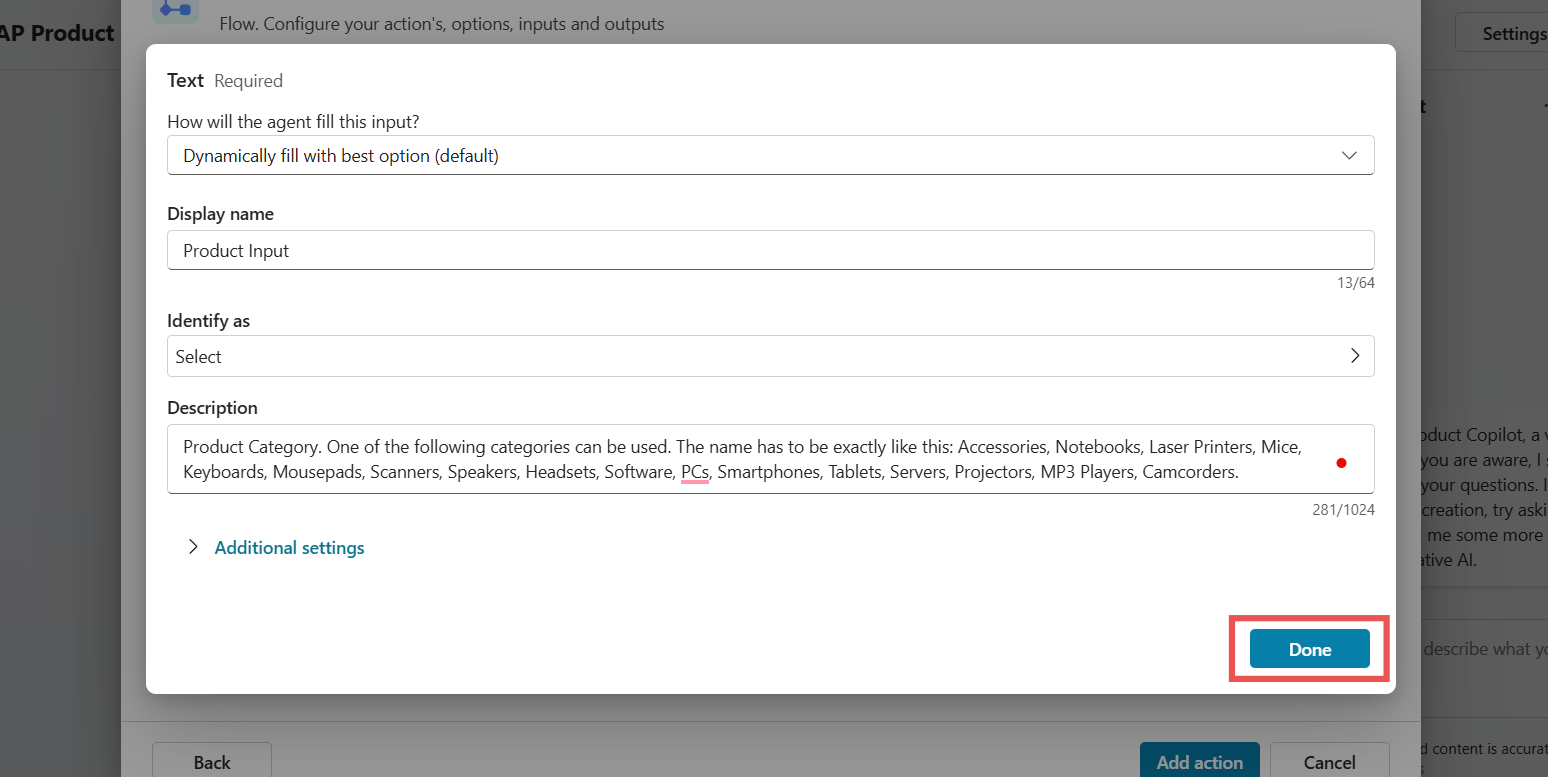 AP Product
Flow. Configure your action's, options, inputs and outputs
Settings
Text Required
How will the agent fill this input?
Dynamically fill with best option (default)
Display name
Product Input
13/64
Identify as
Select
Description
Product Category. One of the following categories can be used. The name has to be exactly like this: Accessories, Notebooks, Laser Printers, Mice,
Keyboards, Mousepads, Scanners, Speakers, Headsets, Software, PCs, Smartphones, Tablets, Servers, Projectors, MP3 Players, Camcorders.
281/1024
Additional settings
Done
Back
Add action
Cancel
oduct Copilot, a v
you are aware, I s
your questions. I
creation, try aski
me some more
ative AI.
describe what yo
d content is accurat